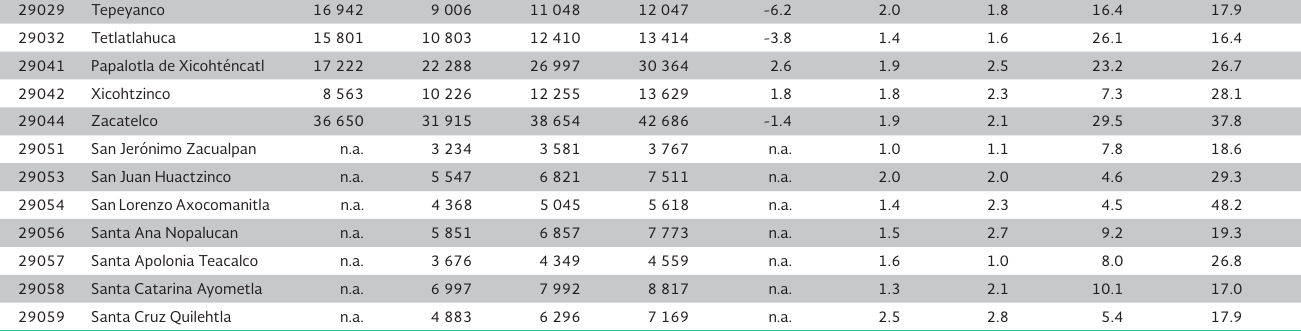 29029 Tepeyanco 16 942 9 006 11 048 12 047 -6.2 2.0 1.8 16.4 17.9
29032 Tetlatlahuca 15 801 10 803 12 410 13 414 -3.8 1.4 1.6 26.1 16.4
29041 Papalotla de Xicohténcatl 17 222 22 288 26 997 30 364 2.6 1.9 2.5 23.2 26.7
29042 Xicohtzinco 8 563 10 226 12 255 13 629 1.8 1.8 2.3 7.3 28.1
29044 Zacatelco 36 650 31 915 38 654 42 686 -1.4 1.9 2.1 29.5 37.8
29051 San Jerónimo Zacualpan n.a. 3 234 3 581 3 767 n.a. 1.0 1.1 7.8 18.6
29053 San Juan Huactzinco n.a. 5 547 6 821 7 511 n.a. 2.0 2.0 4.6 29.3
29054 San Lorenzo Axocomanitla n.a. 4 368 5 045 5 618 n.a. 1.4 2.3 4.5 48.2
29056 Santa Ana Nopalucan n.a. 5 851 6 857 7 773 n.a. 1.5 2.7 9.2 19.3
29057 Santa Apolonia Teacalco n.a. 3 676 4 349 4 559 n.a. 1.6 1.0 8.0 26.8
29058 Santa Catarina Ayometla n.a. 6 997 7 992 8 817 n.a. 1.3 2.1 10.1 17.0
29059 Santa Cruz Quilehtla n.a. 4 883 6 296 7 169 n.a. 2.5 2.8 5.4 17.9